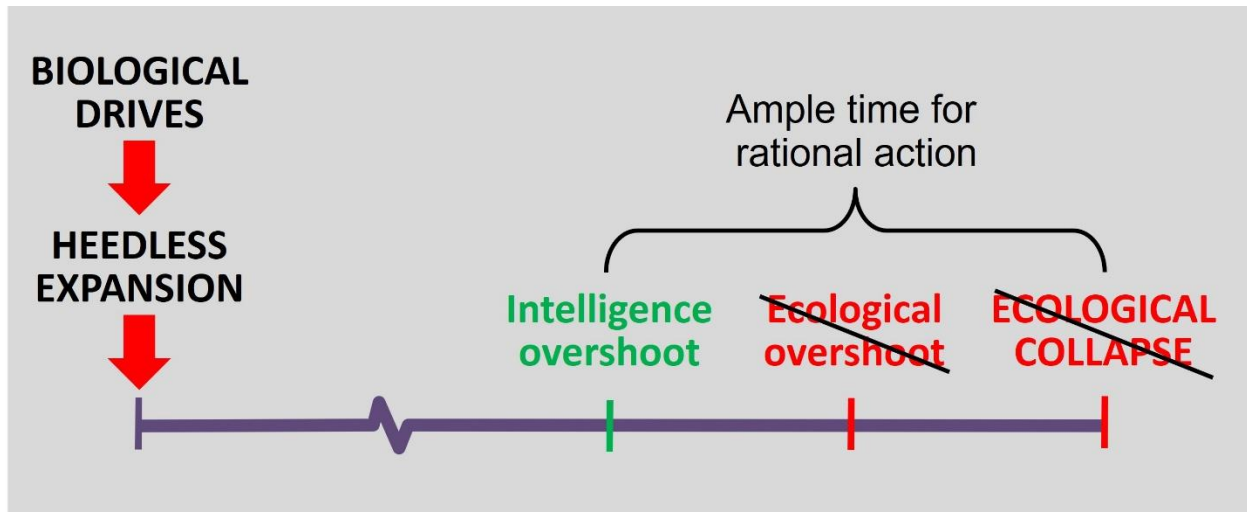 BIOLOGICAL
DRIVES
HEEDLESS
EXPANSION
Ample time for
rational action
Intelligence
overshoot
Ecological
overshoot
ECOLOGICAL
COLLAPSE